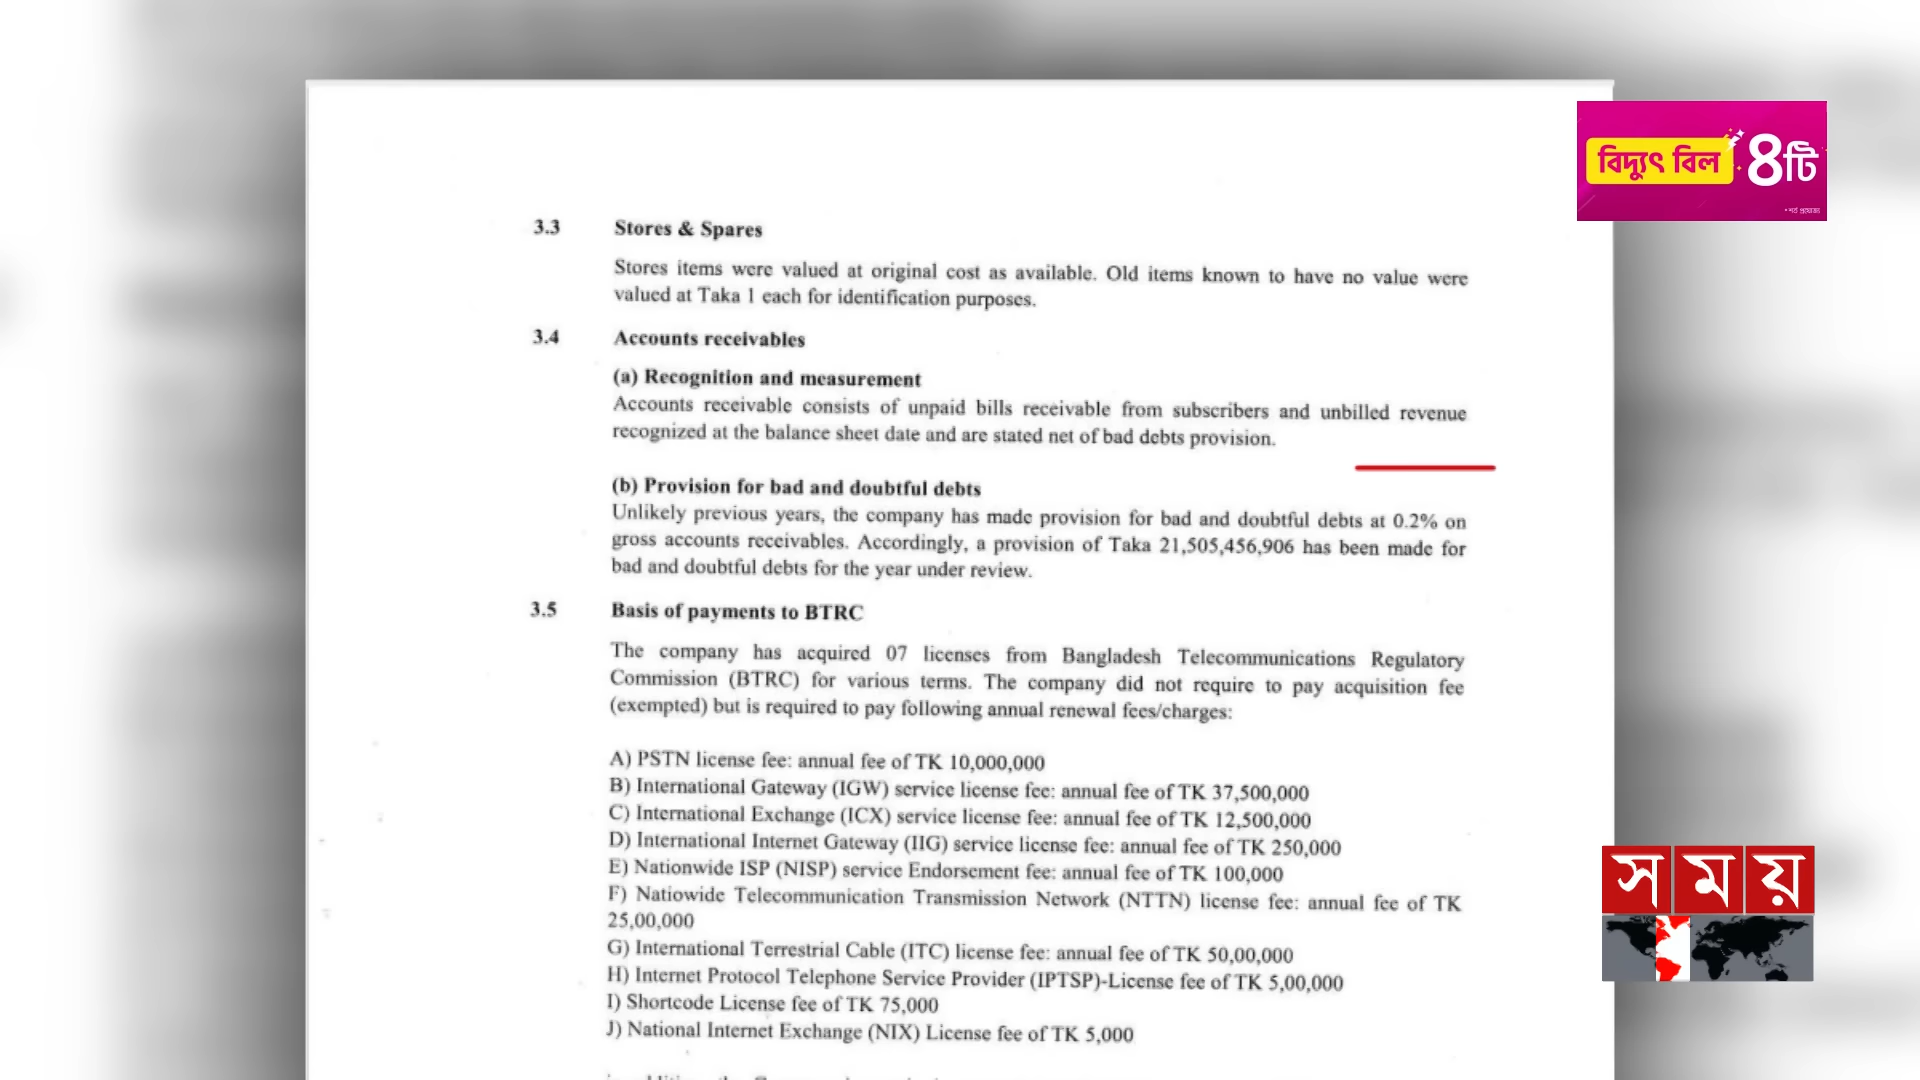 বিদ্যুৎ বিল ৪টি
3.3 Stores & Spares
Stores items were valued at original cost as available. Old items known to have no value were
valued at Taka 1 each for identification purposes.
3.4 Accounts receivables
(a) Recognition and measurement
Accounts receivable consists of unpaid bills receivable from subscribers and unbilled revenue
recognized at the balance sheet date and are stated net of bad debts provision.
(b) Provision for bad and doubtful debts
Unlikely previous years, the company has made provision for bad and doubtful debts at 0.2% on
gross accounts receivables. Accordingly, a provision of Taka 21,505,456,906 has been made for
bad and doubtful debts for the year under review.
3.5 Basis of payments to BTRC
The company has acquired 07 licenses from Bangladesh Telecommunications Regulatory
Commission (BTRC) for various terms. The company did not require to pay acquisition fee
(exempted) but is required to pay following annual renewal fees/charges:
A) PSTN license fee: annual fee of TK 10,000,000
B) International Gateway (IGW) service license fee: annual fee of TK 37,500,000
C) International Exchange (ICX) service license fee: annual fee of TK 12,500,000
D) International Internet Gateway (IIG) service license fee: annual fee of TK 250,000
E) Nationwide ISP (NISP) service Endorsement fee: annual fee of TK 100,000
F) Natiowide Telecommunication Transmission Network (NTTN) license fee: annual fee of TK
25,00,000
G) International Terrestrial Cable (ITC) license fee: annual fee of TK 50,00,000
H) Internet Protocol Telephone Service Provider (IPTSP)-License fee of TK 5,00,000
I) Shortcode License fee of TK 75,000
J) National Internet Exchange (NIX) License fee of TK 5,000
সময়